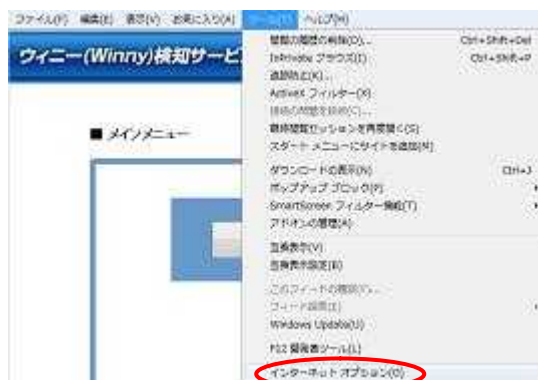 ファイル(F) 編集(E) 表示(V) お気に入り(A) ツール(T) ヘルプ(H)
ウィニー(Winny)検知サービ
■ メインメニュー
閲覧の履歴の削除(D)... Ctrl+Shift+Del
InPrivate ブラウズ(I) Ctrl+Shift+P
追跡防止(K)...
ActiveX フィルター(X)
接続の問題を診断(C)...
最終閲覧セッションを再度開く(S)
スタート メニューにサイトを追加(M)
ダウンロードの表示(N) Ctrl+J
ポップアップ ブロック(P)
SmartScreen フィルター機能(T)
アドオンの管理(A)
互換表示(V)
互換表示設定(B)
このフィードの購読(F)...
フィード探索(E)
Windows Update(U)
F12 開発者ツール(L)
インターネット オプション(O)